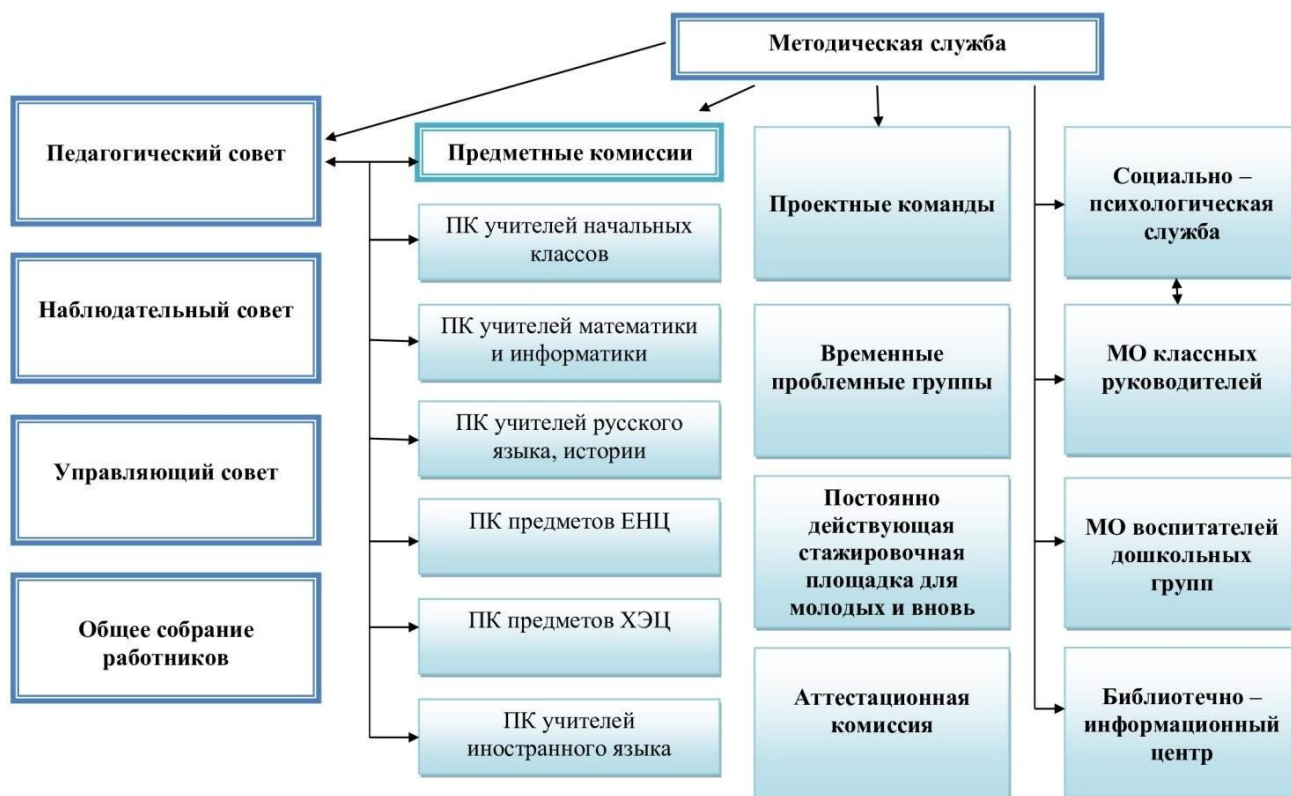 Методическая служба
Педагогический совет
Наблюдательный совет
Управляющий совет
Общее собрание
работников
Предметные комиссии
ПК учителей начальных
классов
ПК учителей математики
и информатики
ПК учителей русского
языка, истории
ПК предметов ЕНЦ
ПК предметов ХЭЦ
ПК учителей
иностранного языка
Проектные команды
Временные
проблемные группы
Постоянно
действующая
стажировочная
площадка для
молодых и вновь
Аттестационная
комиссия
Социально –
психологическая
служба
МО классных
руководителей
МО воспитателей
дошкольных
групп
Библиотечно –
информационный
центр